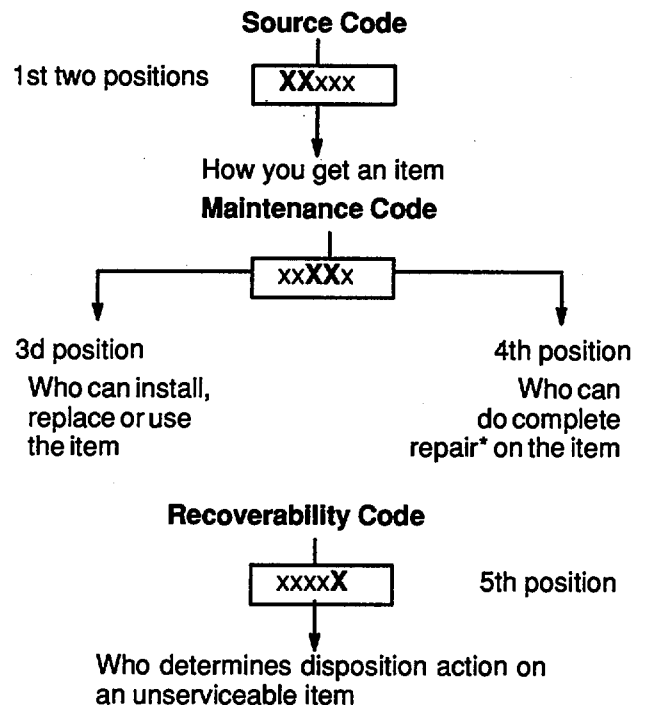 Source Code
1st two positions
XXxxx
How you get an item
Maintenance Code
xxXXx
3d position
Who can install,
replace or use
the item
4th position
Who can
do complete
repair* on the item
Recoverability Code
xxxxX
5th position
Who determines disposition action on
an unserviceable item